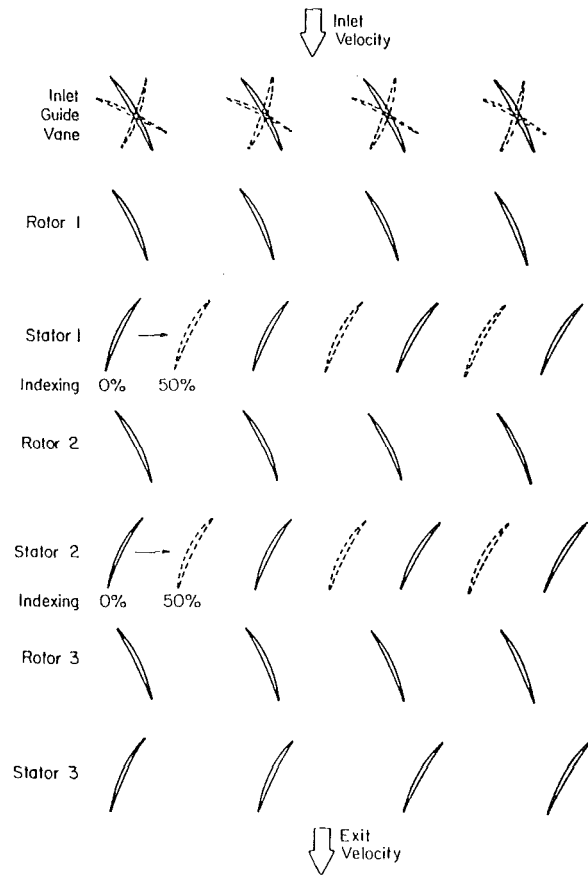 Inlet
Velocity
Inlet
Guide
Vane
Rotor 1
Stator 1
Indexing 0% 50%
Rotor 2
Stator 2
Indexing 0% 50%
Rotor 3
Stator 3
Exit
Velocity